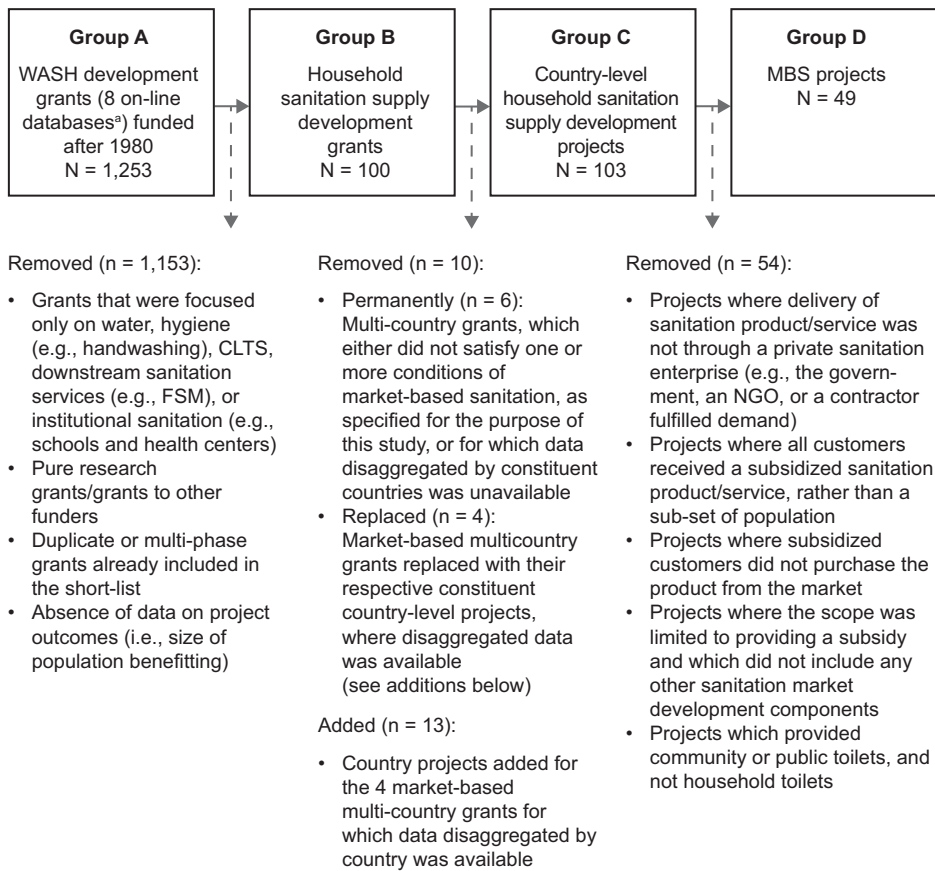 Group A
WASH development
grants (8 on-line
databasesᵃ) funded
after 1980
N = 1,253
Group B
Household
sanitation supply
development
grants
N = 100
Group C
Country-level
household sanitation
supply development
projects
N = 103
Group D
MBS projects
N = 49
Removed (n = 1,153):
• Grants that were focused
only on water, hygiene
(e.g., handwashing), CLTS,
downstream sanitation
services (e.g., FSM), or
institutional sanitation (e.g.,
schools and health centers)
• Pure research
grants/grants to other
funders
• Duplicate or multi-phase
grants already included in
the short-list
• Absence of data on project
outcomes (i.e., size of
population benefitting)
Removed (n = 10):
• Permanently (n = 6):
Multi-country grants, which
either did not satisfy one or
more conditions of
market-based sanitation, as
specified for the purpose of
this study, or for which data
disaggregated by constituent
countries was unavailable
• Replaced (n = 4):
Market-based multicountry
grants replaced with their
respective constituent
country-level projects,
where disaggregated data
was available
(see additions below)
Added (n = 13):
• Country projects added for
the 4 market-based
multi-country grants for
which data disaggregated by
country was available
Removed (n = 54):
• Projects where delivery of
sanitation product/service was
not through a private sanitation
enterprise (e.g., the govern-
ment, an NGO, or a contractor
fulfilled demand)
• Projects where all customers
received a subsidized sanitation
product/service, rather than a
sub-set of population
• Projects where subsidized
customers did not purchase the
product from the market
• Projects where the scope was
limited to providing a subsidy
and which did not include any
other sanitation market
development components
• Projects which provided
community or public toilets, and
not household toilets